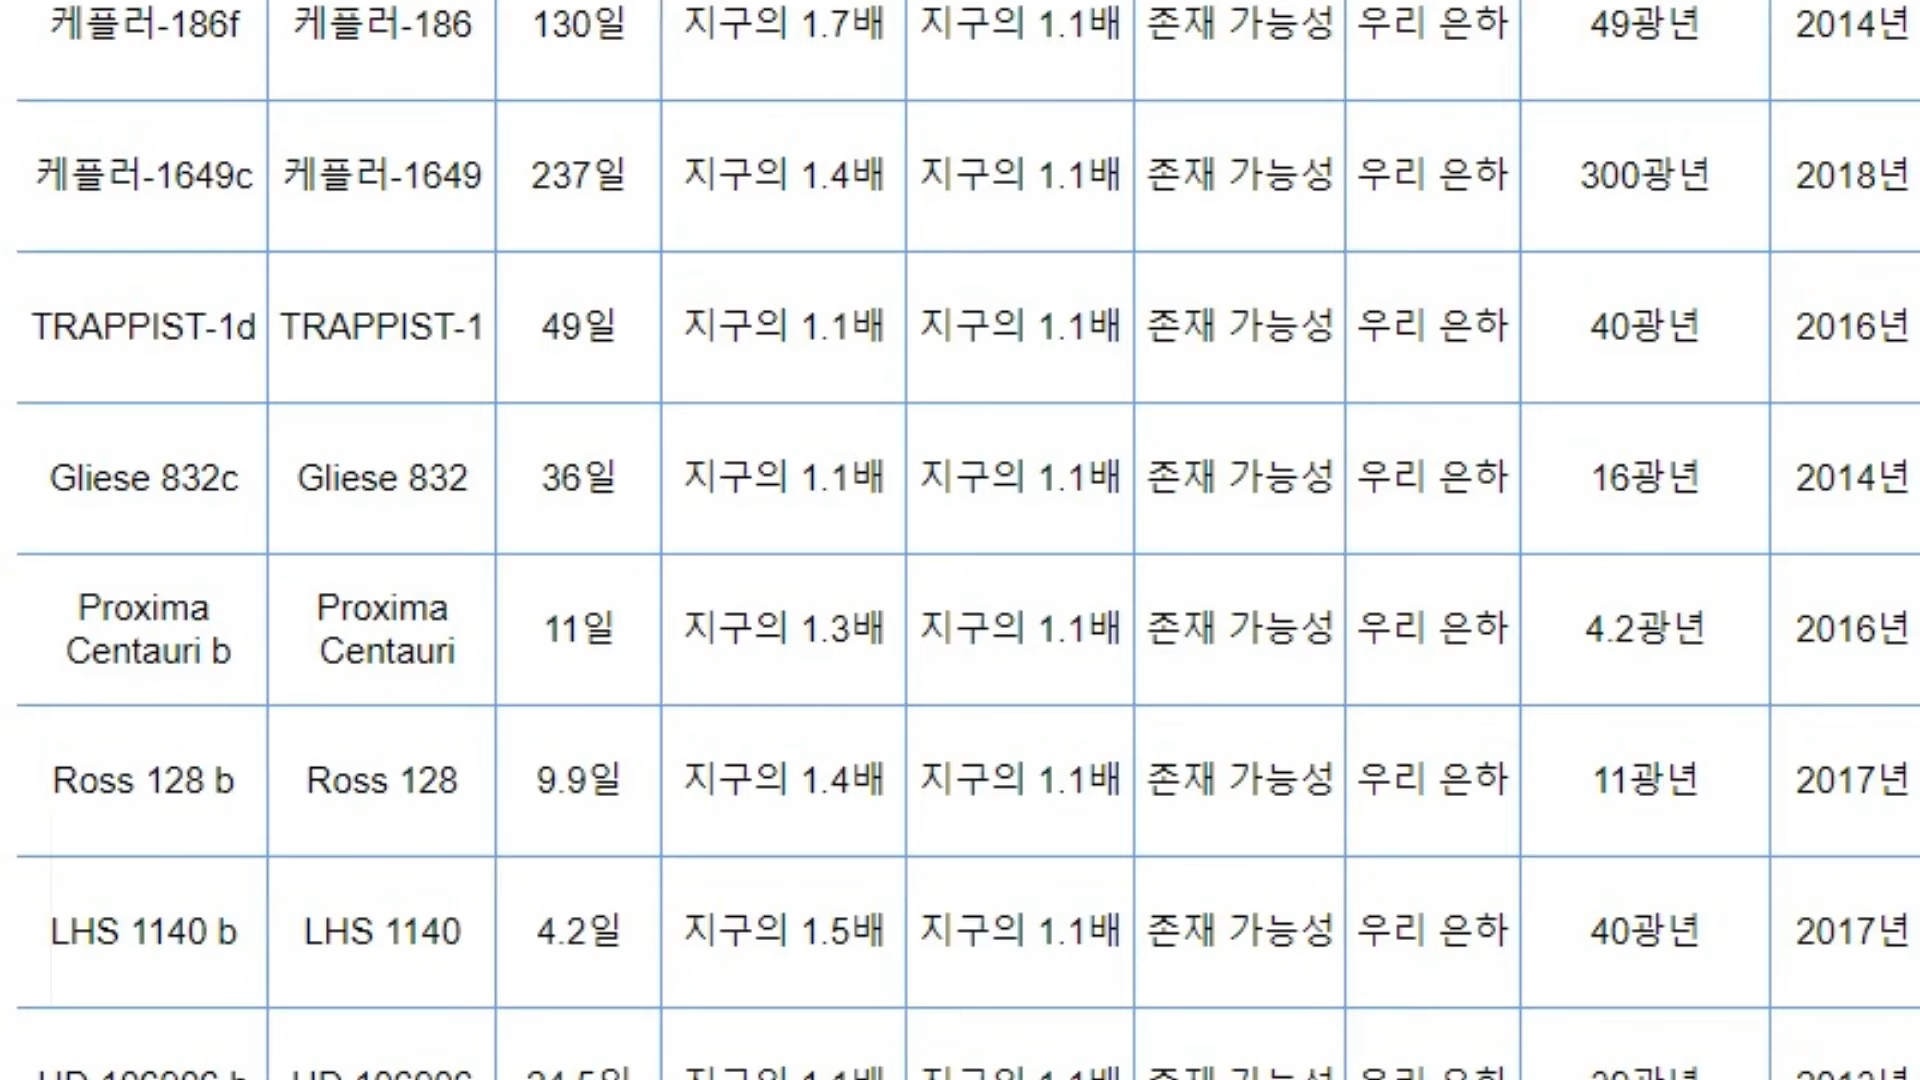 케플러-186f 케플러-186 130일 지구의 1.7배 지구의 1.1배 존재 가능성 우리 은하 49광년 2014년
케플러-1649c 케플러-1649 237일 지구의 1.4배 지구의 1.1배 존재 가능성 우리 은하 300광년 2018년
TRAPPIST-1d TRAPPIST-1 49일 지구의 1.1배 지구의 1.1배 존재 가능성 우리 은하 40광년 2016년
Gliese 832c Gliese 832 36일 지구의 1.1배 지구의 1.1배 존재 가능성 우리 은하 16광년 2014년
Proxima Centauri b Proxima Centauri 11일 지구의 1.3배 지구의 1.1배 존재 가능성 우리 은하 4.2광년 2016년
Ross 128 b Ross 128 9.9일 지구의 1.4배 지구의 1.1배 존재 가능성 우리 은하 11광년 2017년
LHS 1140 b LHS 1140 4.2일 지구의 1.5배 지구의 1.1배 존재 가능성 우리 은하 40광년 2017년